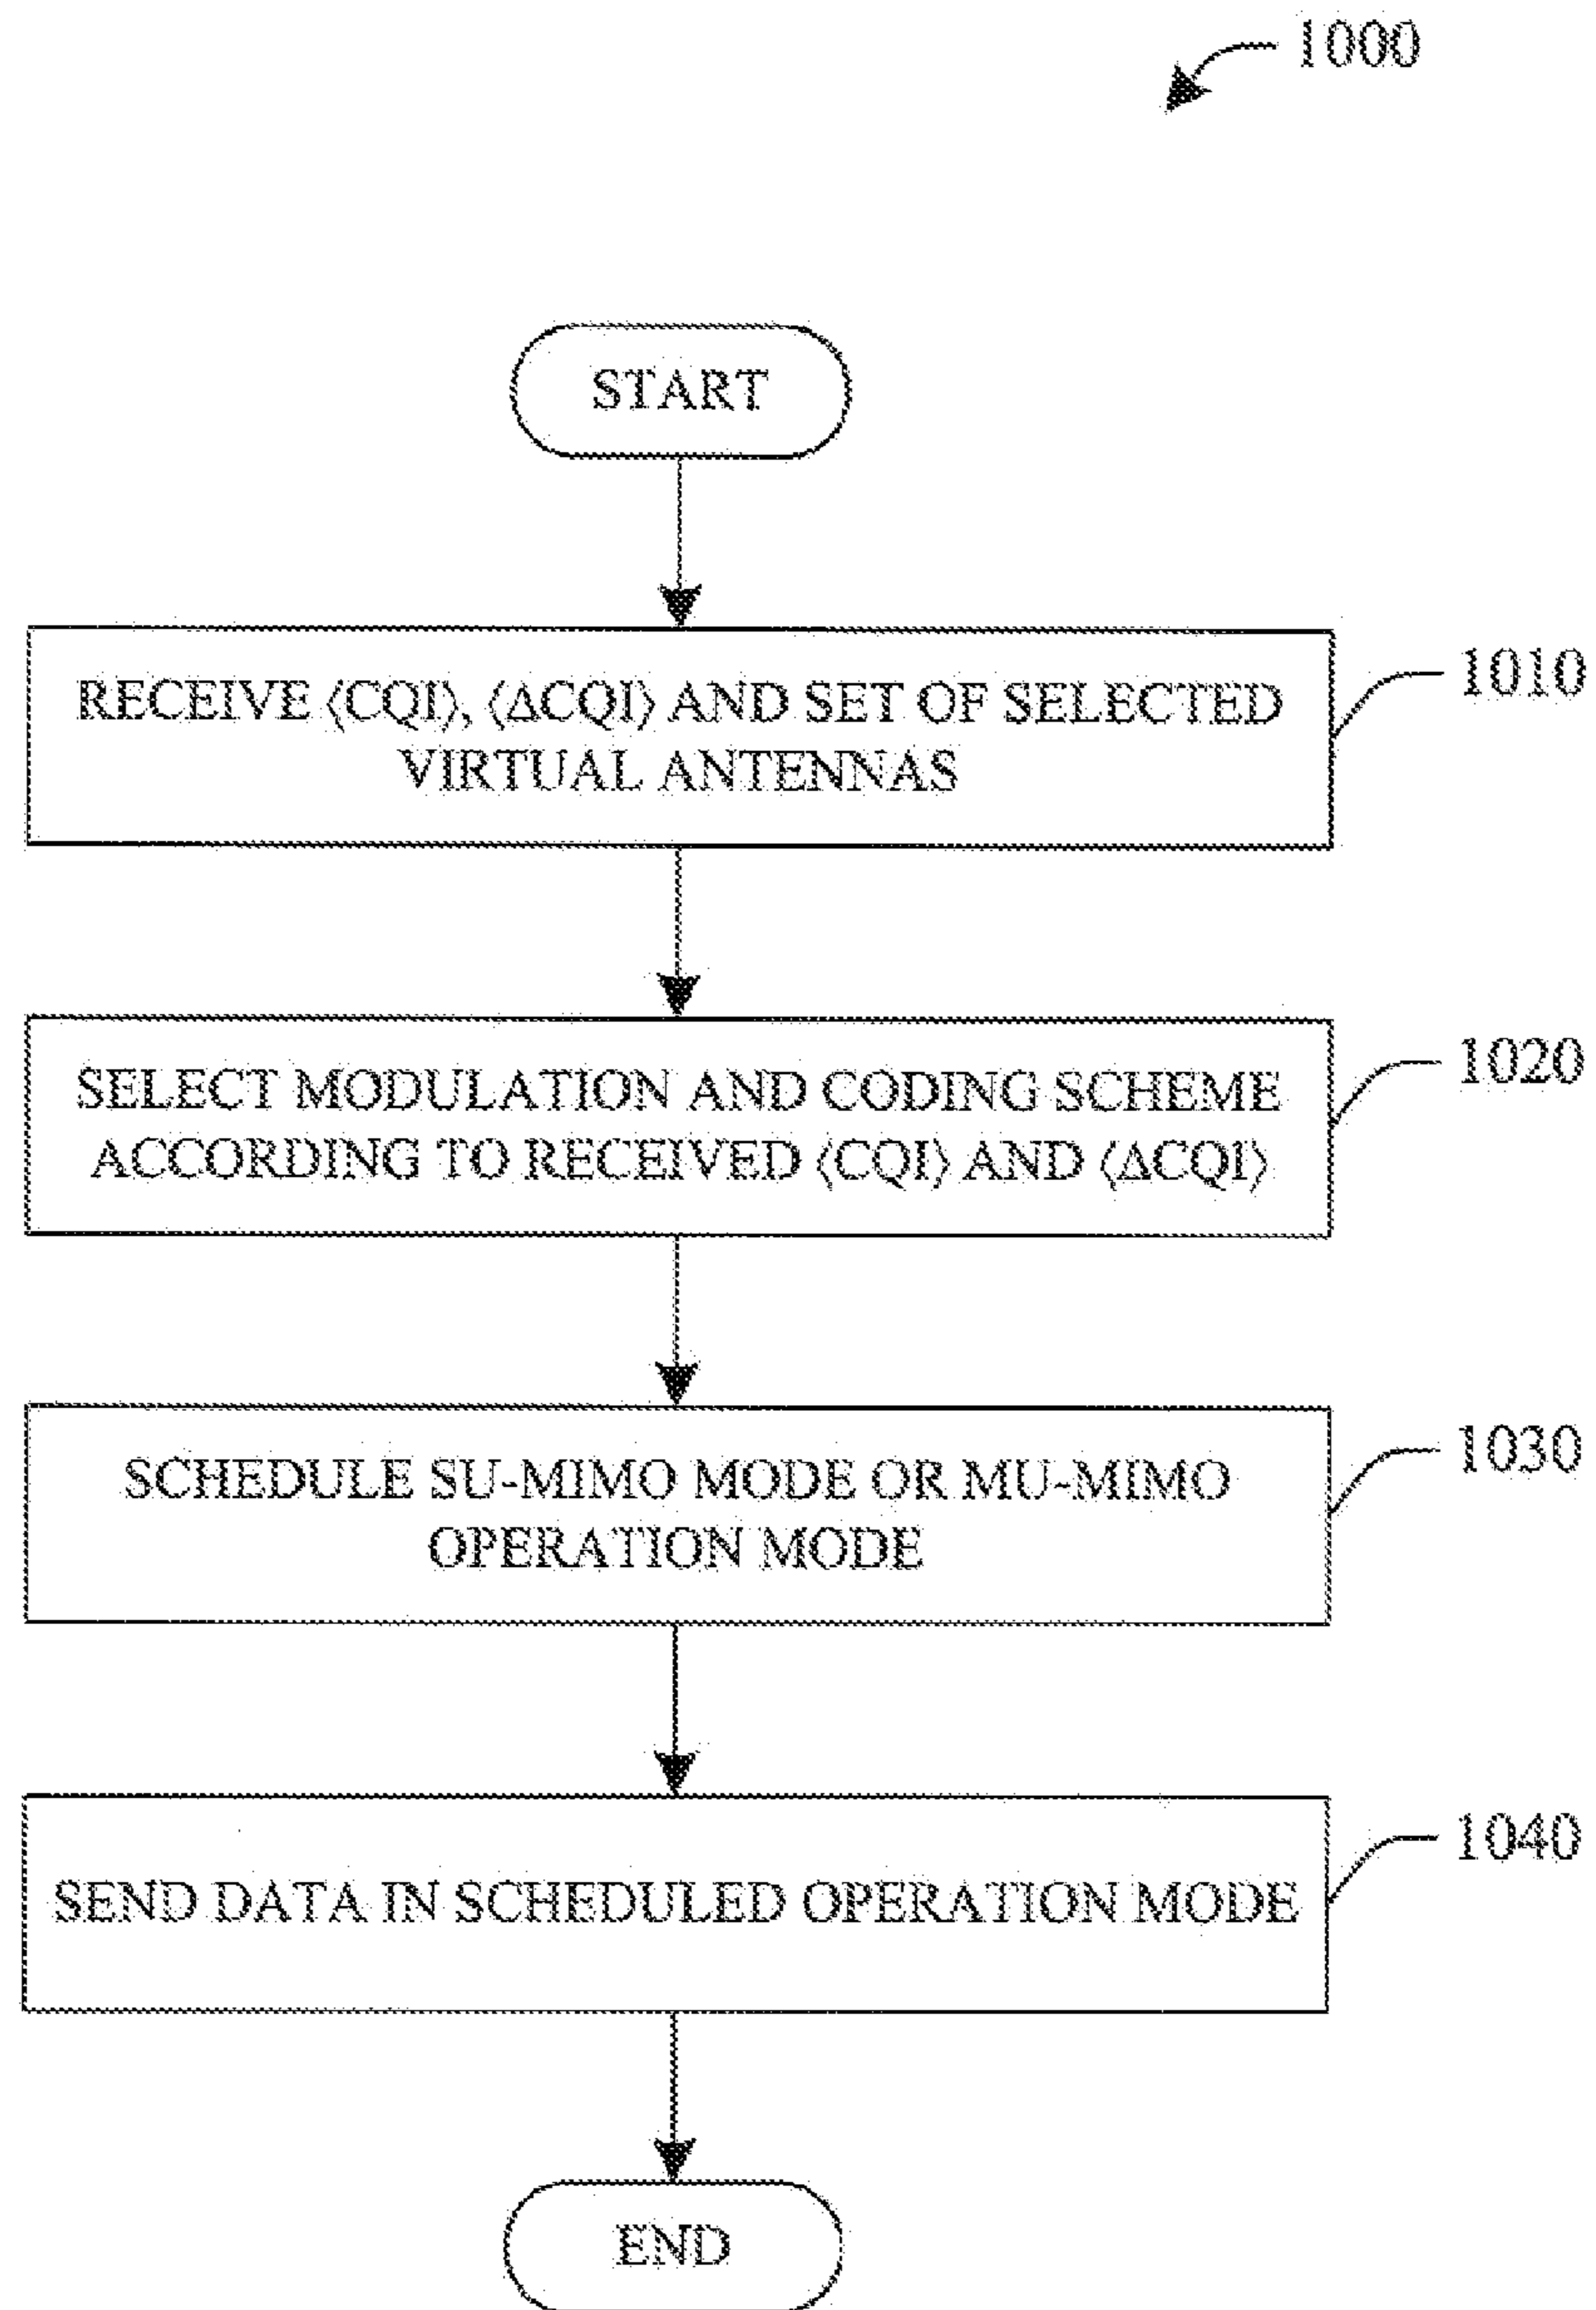 1000
START
RECEIVE ⟨CQI⟩, ⟨ΔCQI⟩ AND SET OF SELECTED
VIRTUAL ANTENNAS
1010
SELECT MODULATION AND CODING SCHEME
ACCORDING TO RECEIVED ⟨CQI⟩ AND ⟨ΔCQI⟩
1020
SCHEDULE SU-MIMO MODE OR MU-MIMO
OPERATION MODE
1030
SEND DATA IN SCHEDULED OPERATION MODE
1040
END